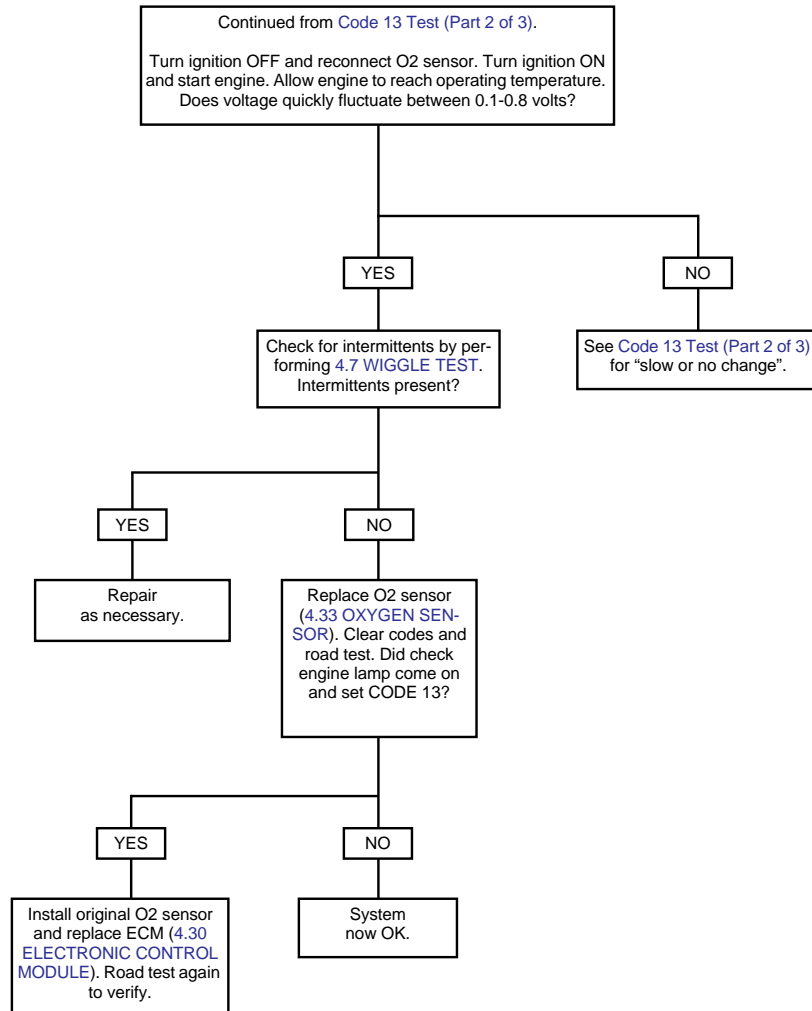 Continued from Code 13 Test (Part 2 of 3).
Turn ignition OFF and reconnect O2 sensor. Turn ignition ON
and start engine. Allow engine to reach operating temperature.
Does voltage quickly fluctuate between 0.1-0.8 volts?
YES
NO
Check for intermittents by per-
forming 4.7 WIGGLE TEST.
Intermittents present?
See Code 13 Test (Part 2 of 3)
for “slow or no change”.
YES
NO
Repair
as necessary.
Replace O2 sensor
(4.33 OXYGEN SEN-
SOR). Clear codes and
road test. Did check
engine lamp come on
and set CODE 13?
YES
NO
Install original O2 sensor
and replace ECM (4.30
ELECTRONIC CONTROL
MODULE). Road test again
to verify.
System
now OK.